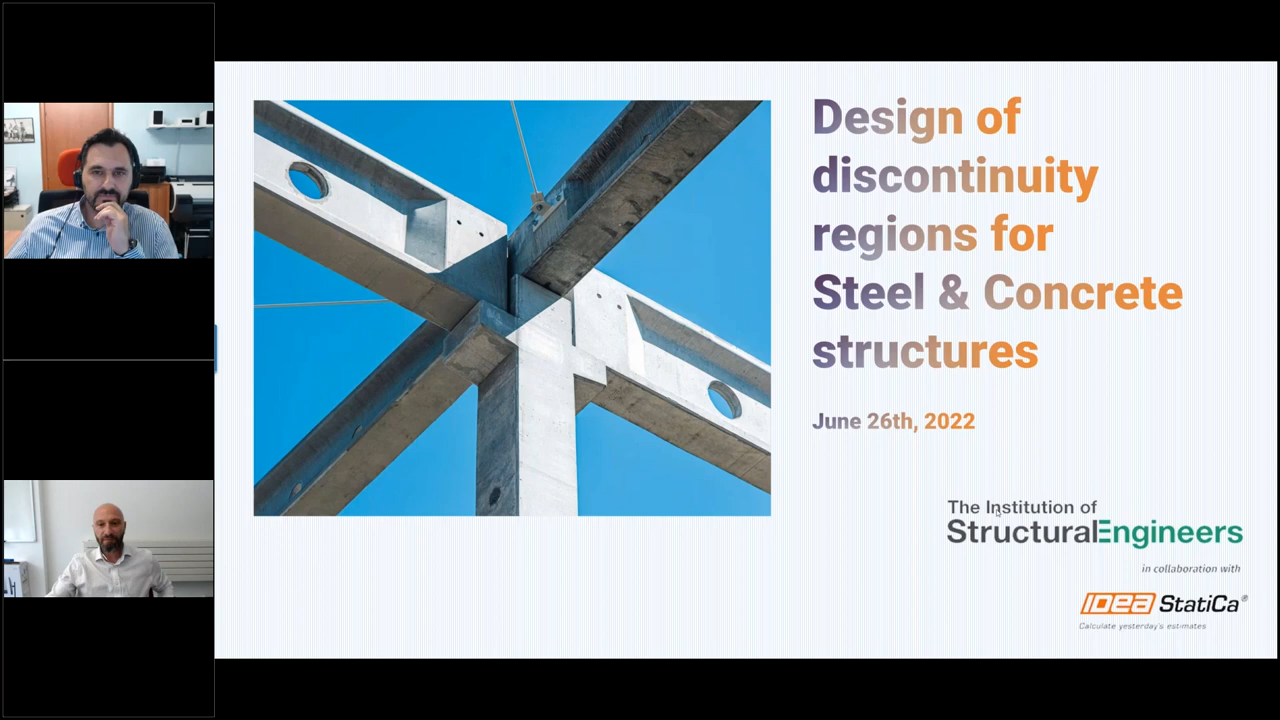 Design of
discontinuity
regions for
Steel & Concrete
structures
June 26th, 2022
The Institution of
StructuralEngineers
in collaboration with
IDEA StatiCa®
Calculate yesterday's estimates